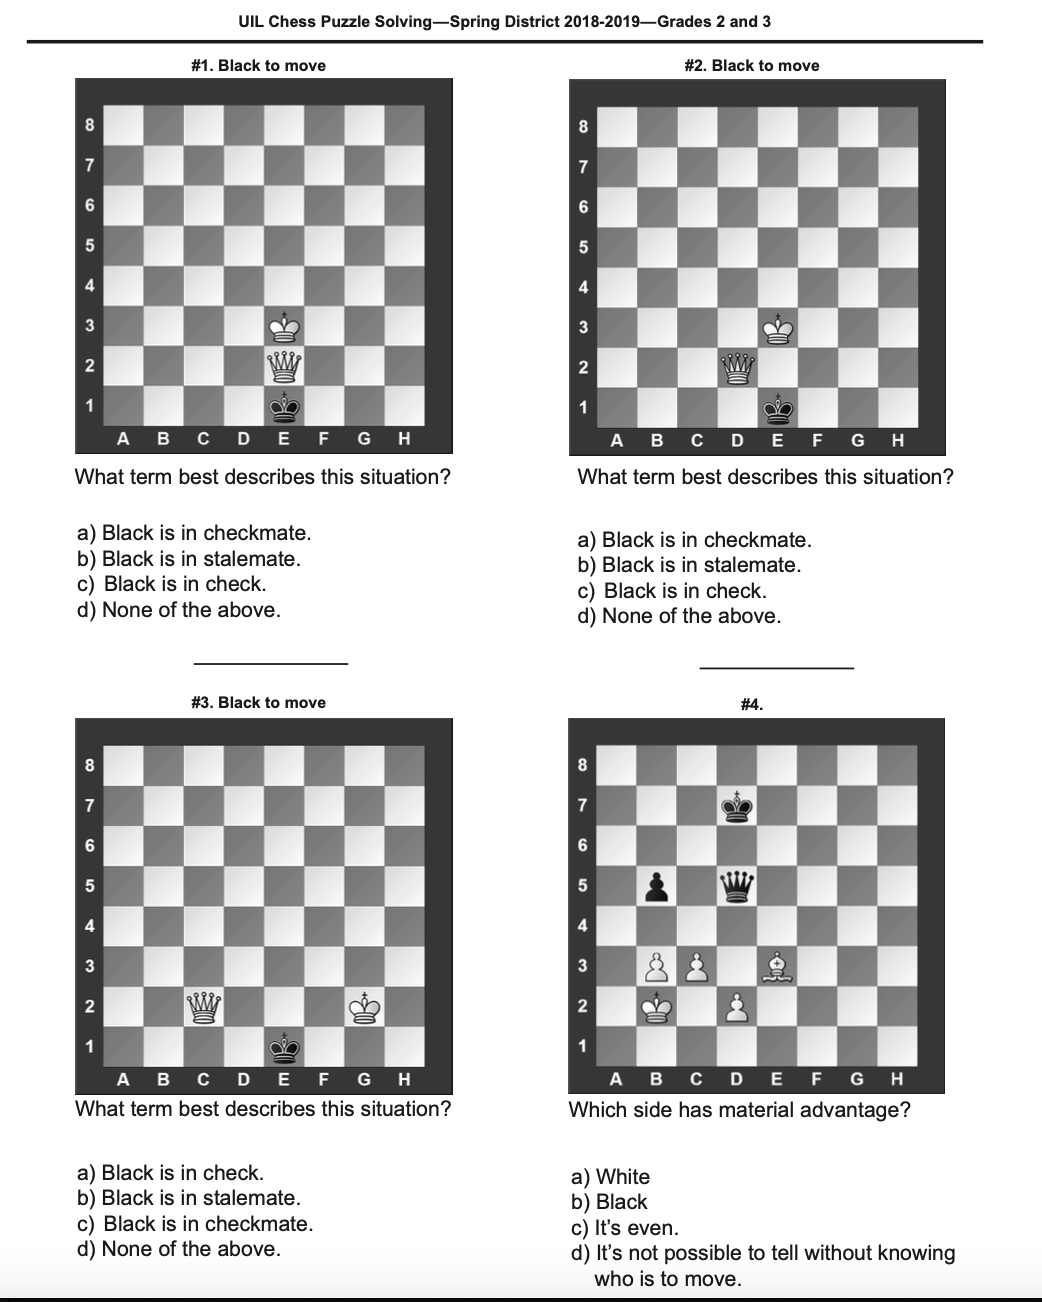 UIL Chess Puzzle Solving—Spring District 2018-2019—Grades 2 and 3
#1. Black to move
8
7
6
5
4
3
2
1
A B C D E F G H
What term best describes this situation?
a) Black is in checkmate.
b) Black is in stalemate.
c) Black is in check.
d) None of the above.
#2. Black to move
8
7
6
5
4
3
2
1
A B C D E F G H
What term best describes this situation?
a) Black is in checkmate.
b) Black is in stalemate.
c) Black is in check.
d) None of the above.
#3. Black to move
8
7
6
5
4
3
2
1
A B C D E F G H
What term best describes this situation?
a) Black is in check.
b) Black is in stalemate.
c) Black is in checkmate.
d) None of the above.
#4.
8
7
6
5
4
3
2
1
A B C D E F G H
Which side has material advantage?
a) White
b) Black
c) It’s even.
d) It’s not possible to tell without knowing
who is to move.